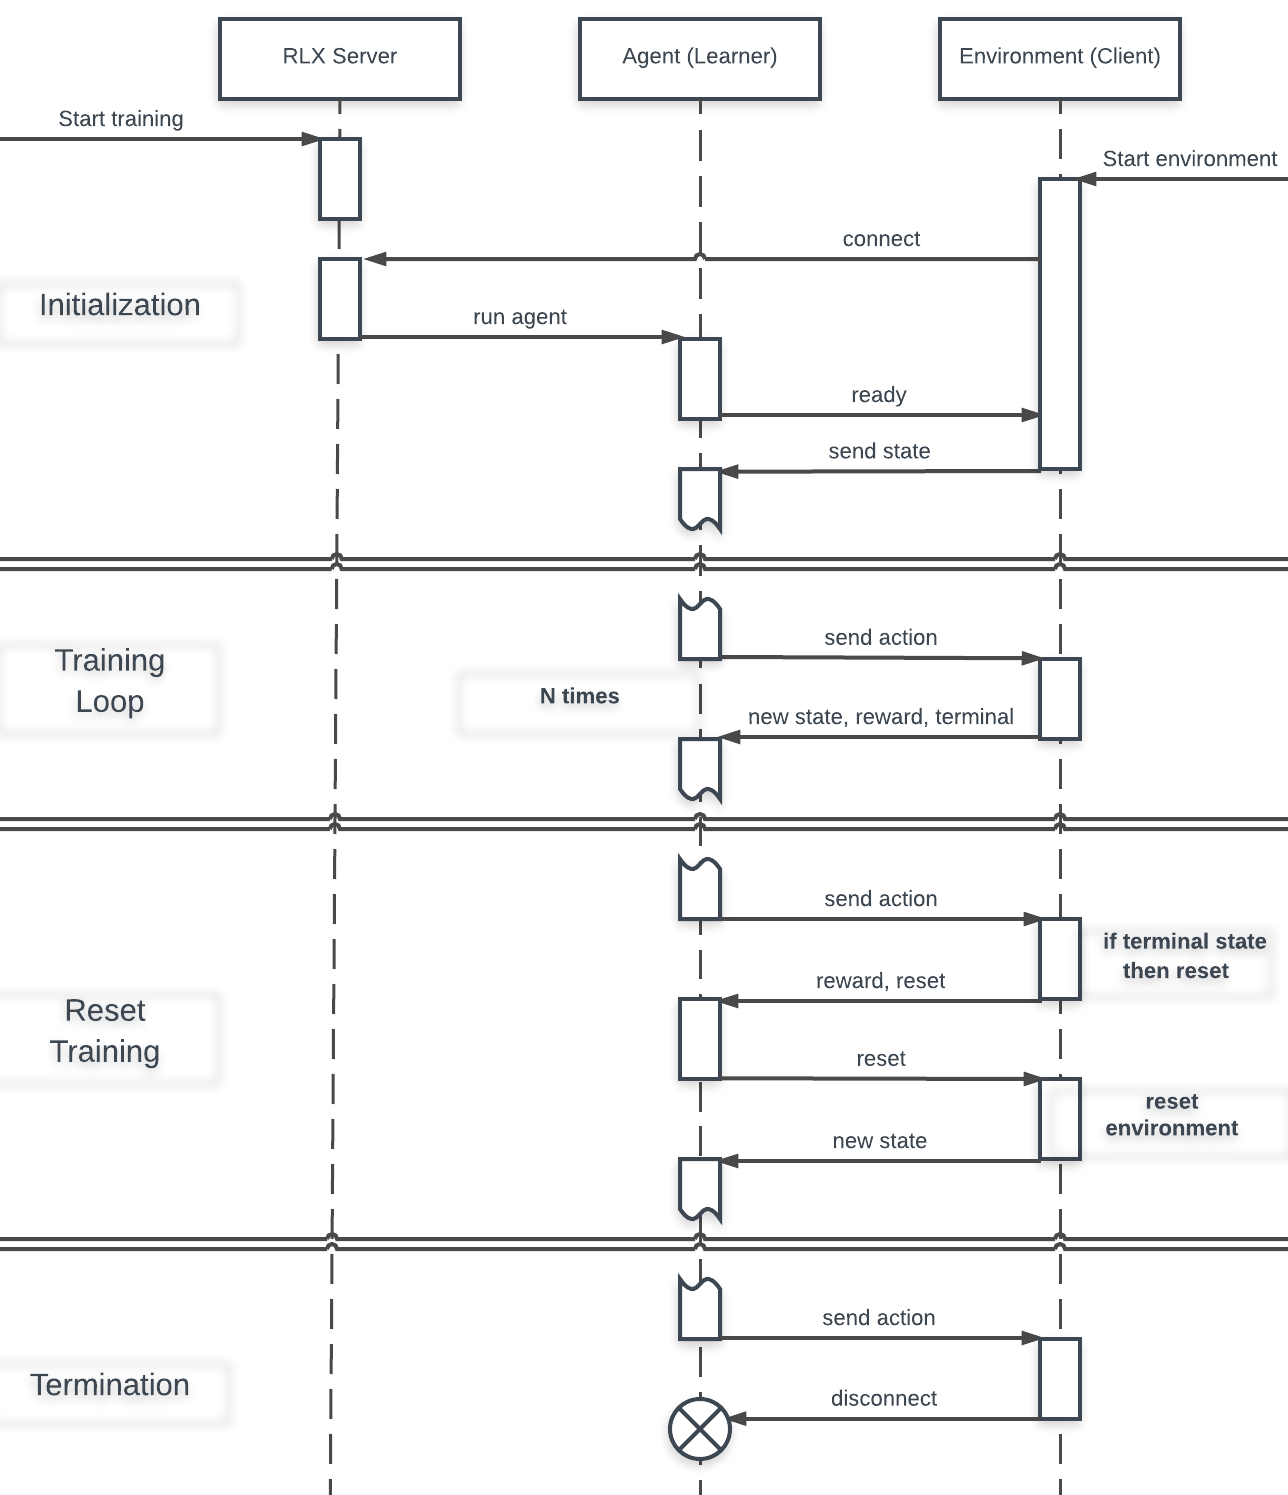 RLX Server
Agent (Learner)
Environment (Client)
Start training
Start environment
connect
Initialization
run agent
ready
send state
send action
Training
Loop
N times
new state, reward, terminal
send action
if terminal state
then reset
reward, reset
Reset
Training
reset
reset
environment
new state
send action
Termination
disconnect